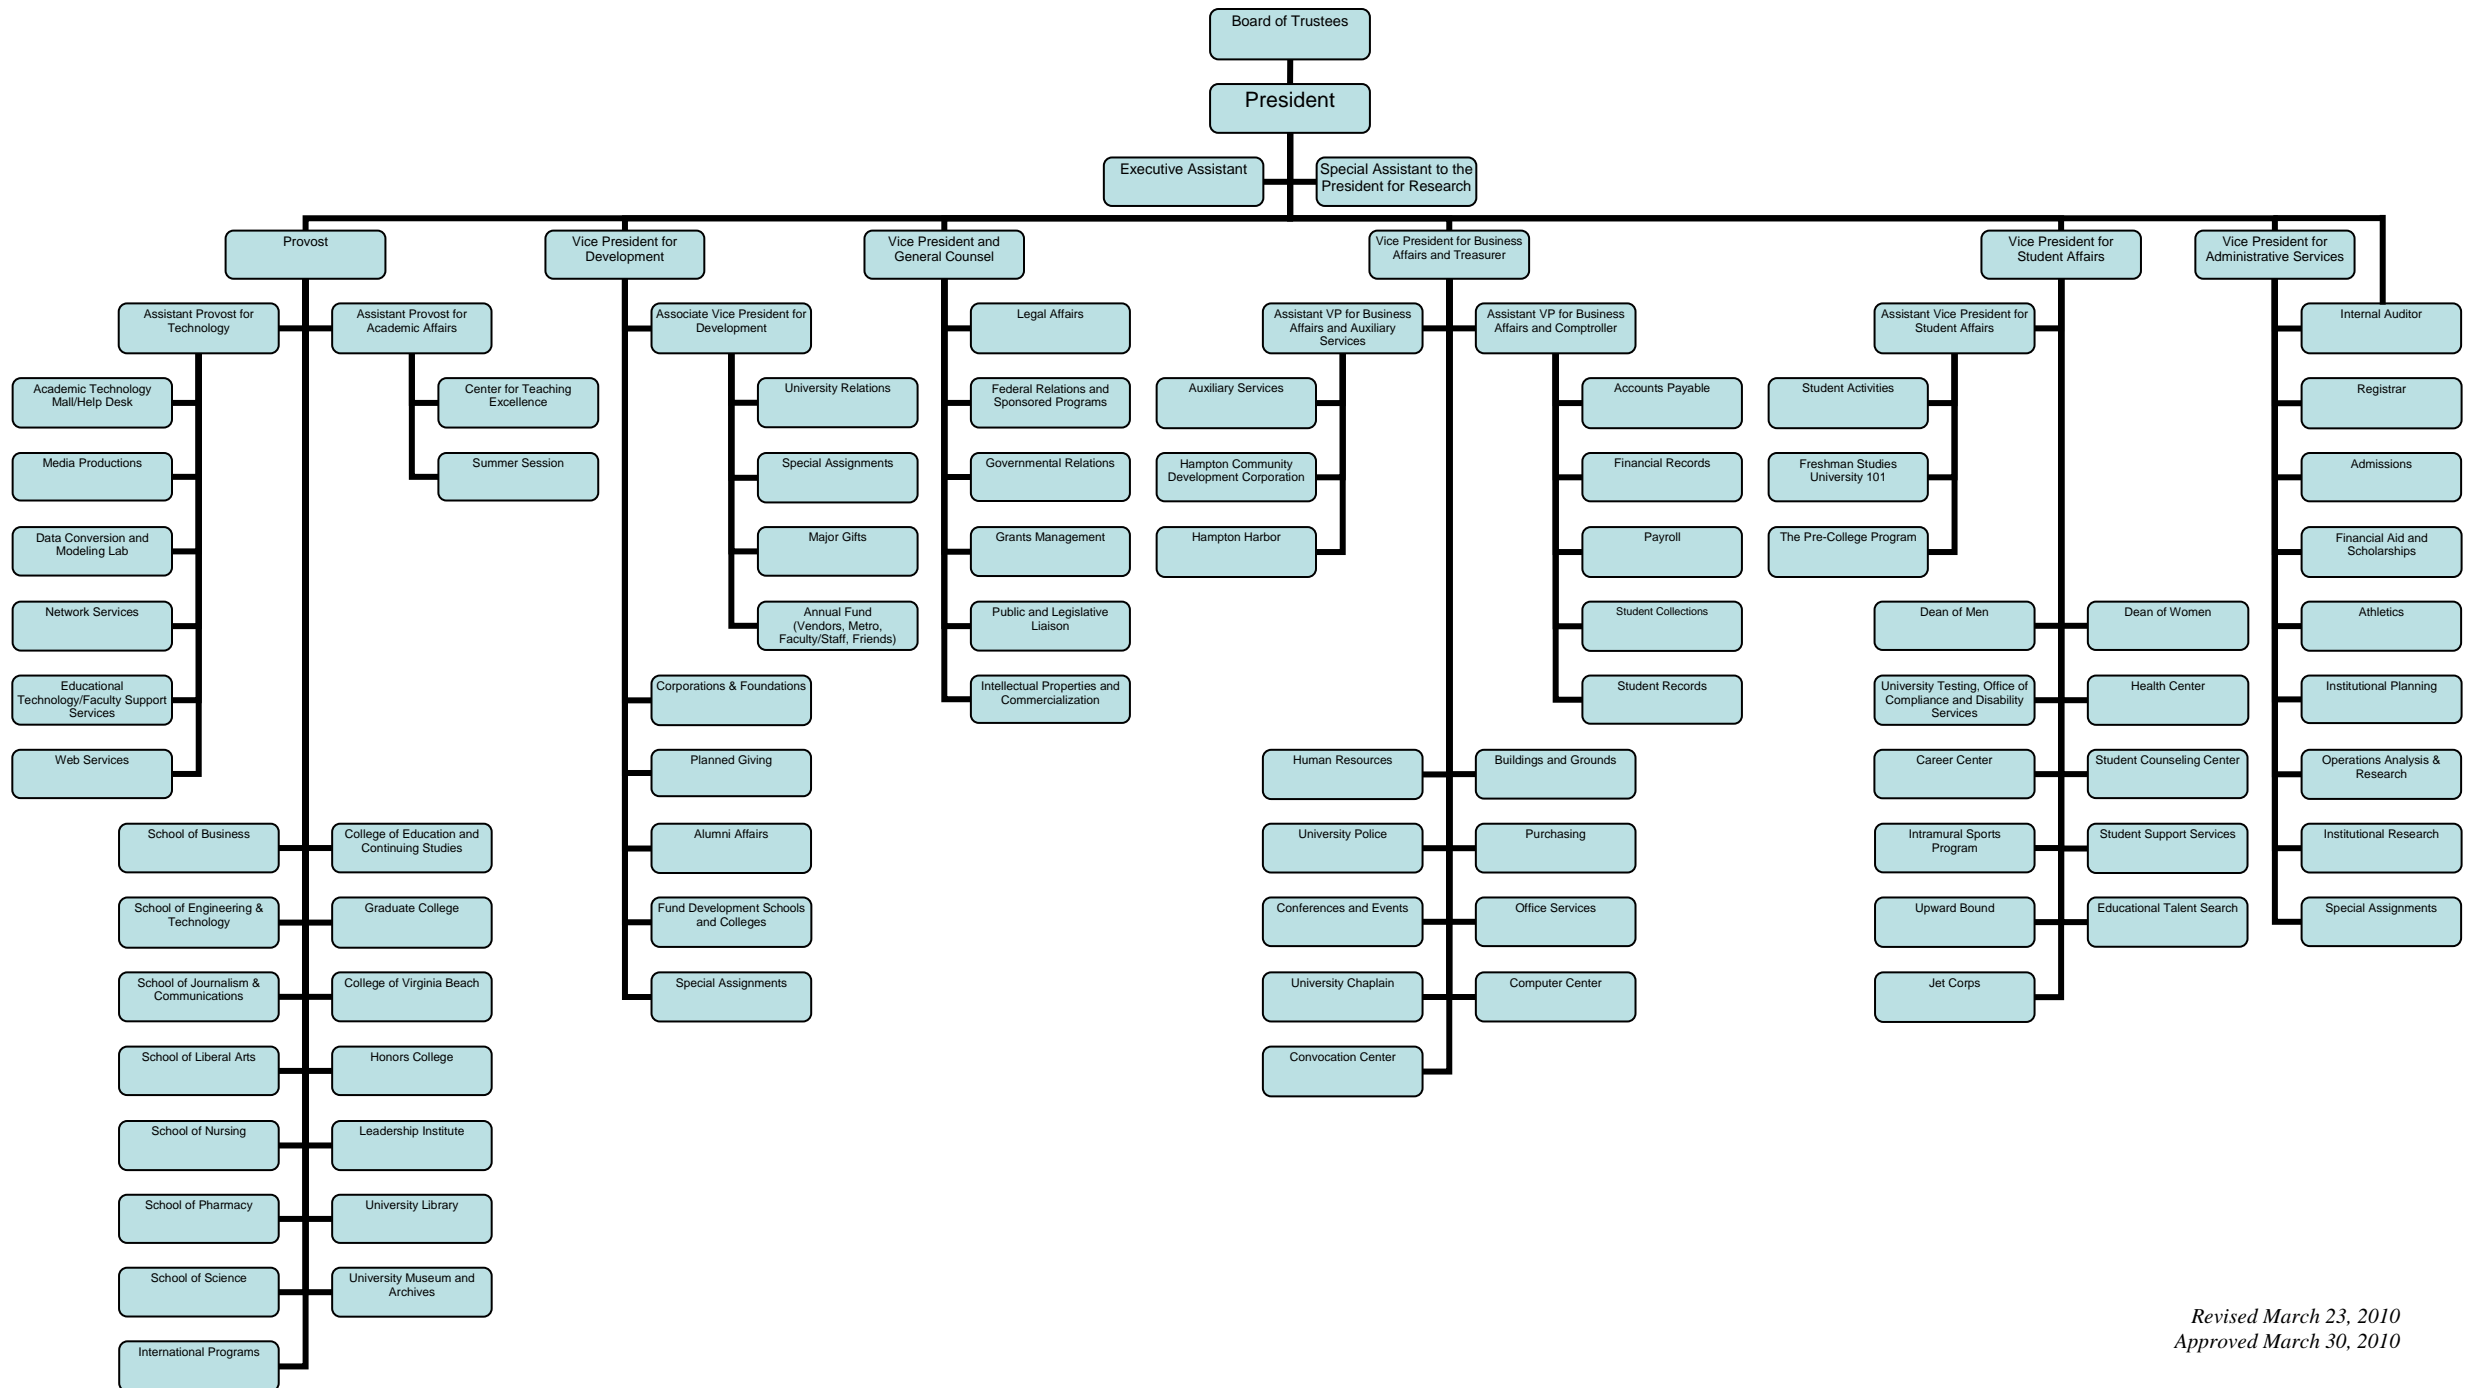 Board of Trustees
President
Executive Assistant
Special Assistant to the
President for Research
Provost
Vice President for
Development
Vice President and
General Counsel
Vice President for Business
Affairs and Treasurer
Vice President for
Student Affairs
Vice President for
Administrative Services
Assistant Provost for
Technology
Assistant Provost for
Academic Affairs
Associate Vice President for
Development
Legal Affairs
Assistant VP for Business
Affairs and Auxiliary
Services
Assistant VP for Business
Affairs and Comptroller
Assistant Vice President for
Student Affairs
Internal Auditor
Academic Technology
Mall/Help Desk
Center for Teaching
Excellence
University Relations
Federal Relations and
Sponsored Programs
Auxiliary Services
Accounts Payable
Student Activities
Registrar
Media Productions
Summer Session
Special Assignments
Governmental Relations
Hampton Community
Development Corporation
Financial Records
Freshman Studies
University 101
Admissions
Data Conversion and
Modeling Lab
Major Gifts
Grants Management
Hampton Harbor
Payroll
The Pre-College Program
Financial Aid and
Scholarships
Network Services
Annual Fund
(Vendors, Metro,
Faculty/Staff, Friends)
Public and Legislative
Liaison
Student Collections
Dean of Men
Dean of Women
Athletics
Educational
Technology/Faculty Support
Services
Corporations & Foundations
Intellectual Properties and
Commercialization
Student Records
University Testing, Office of
Compliance and Disability
Services
Health Center
Institutional Planning
Web Services
Planned Giving
Human Resources
Buildings and Grounds
Career Center
Student Counseling Center
Operations Analysis &
Research
School of Business
College of Education and
Continuing Studies
Alumni Affairs
University Police
Purchasing
Intramural Sports
Program
Student Support Services
Institutional Research
School of Engineering &
Technology
Graduate College
Fund Development Schools
and Colleges
Conferences and Events
Office Services
Upward Bound
Educational Talent Search
Special Assignments
School of Journalism &
Communications
College of Virginia Beach
Special Assignments
University Chaplain
Computer Center
Jet Corps
School of Liberal Arts
Honors College
Convocation Center
School of Nursing
Leadership Institute
School of Pharmacy
University Library
School of Science
University Museum and
Archives
International Programs
Revised March 23, 2010
Approved March 30, 2010